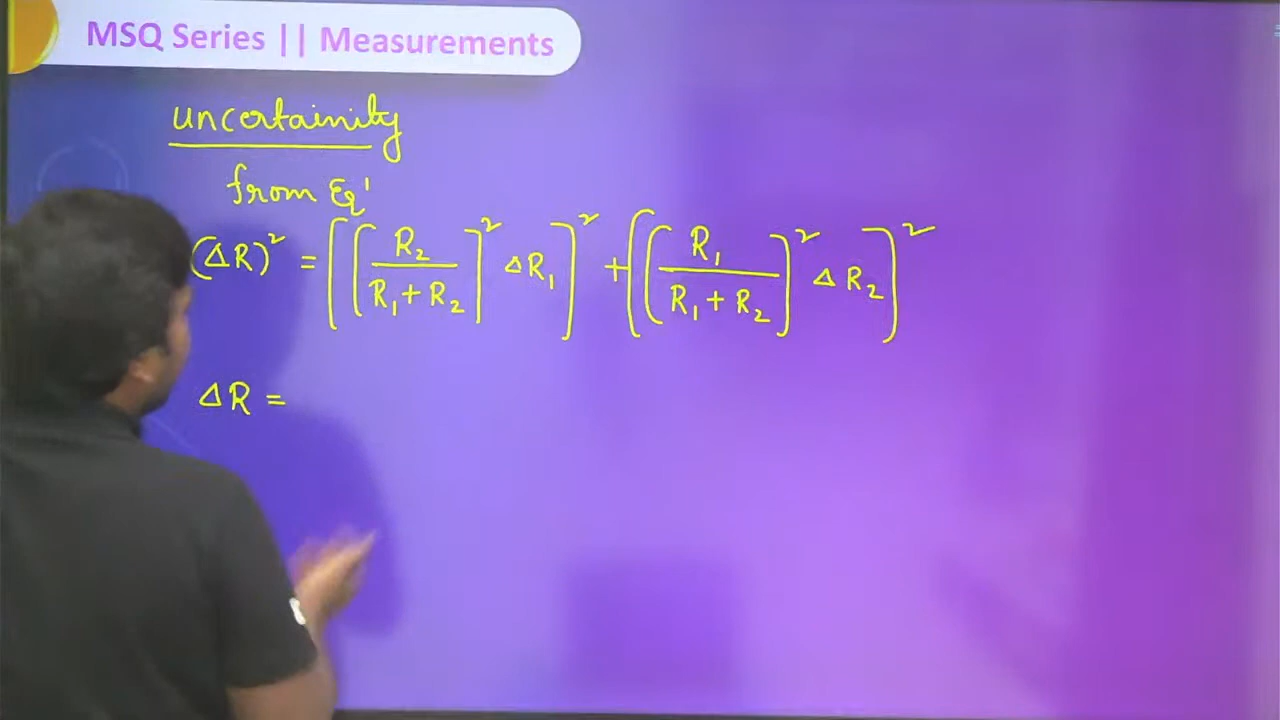 MSQ Series || Measurements
uncertainity
from Eq'
(ΔR)² = [[R₂/(R₁+R₂)]² ΔR₁]² + [[R₁/(R₁+R₂)]² ΔR₂]²
ΔR =